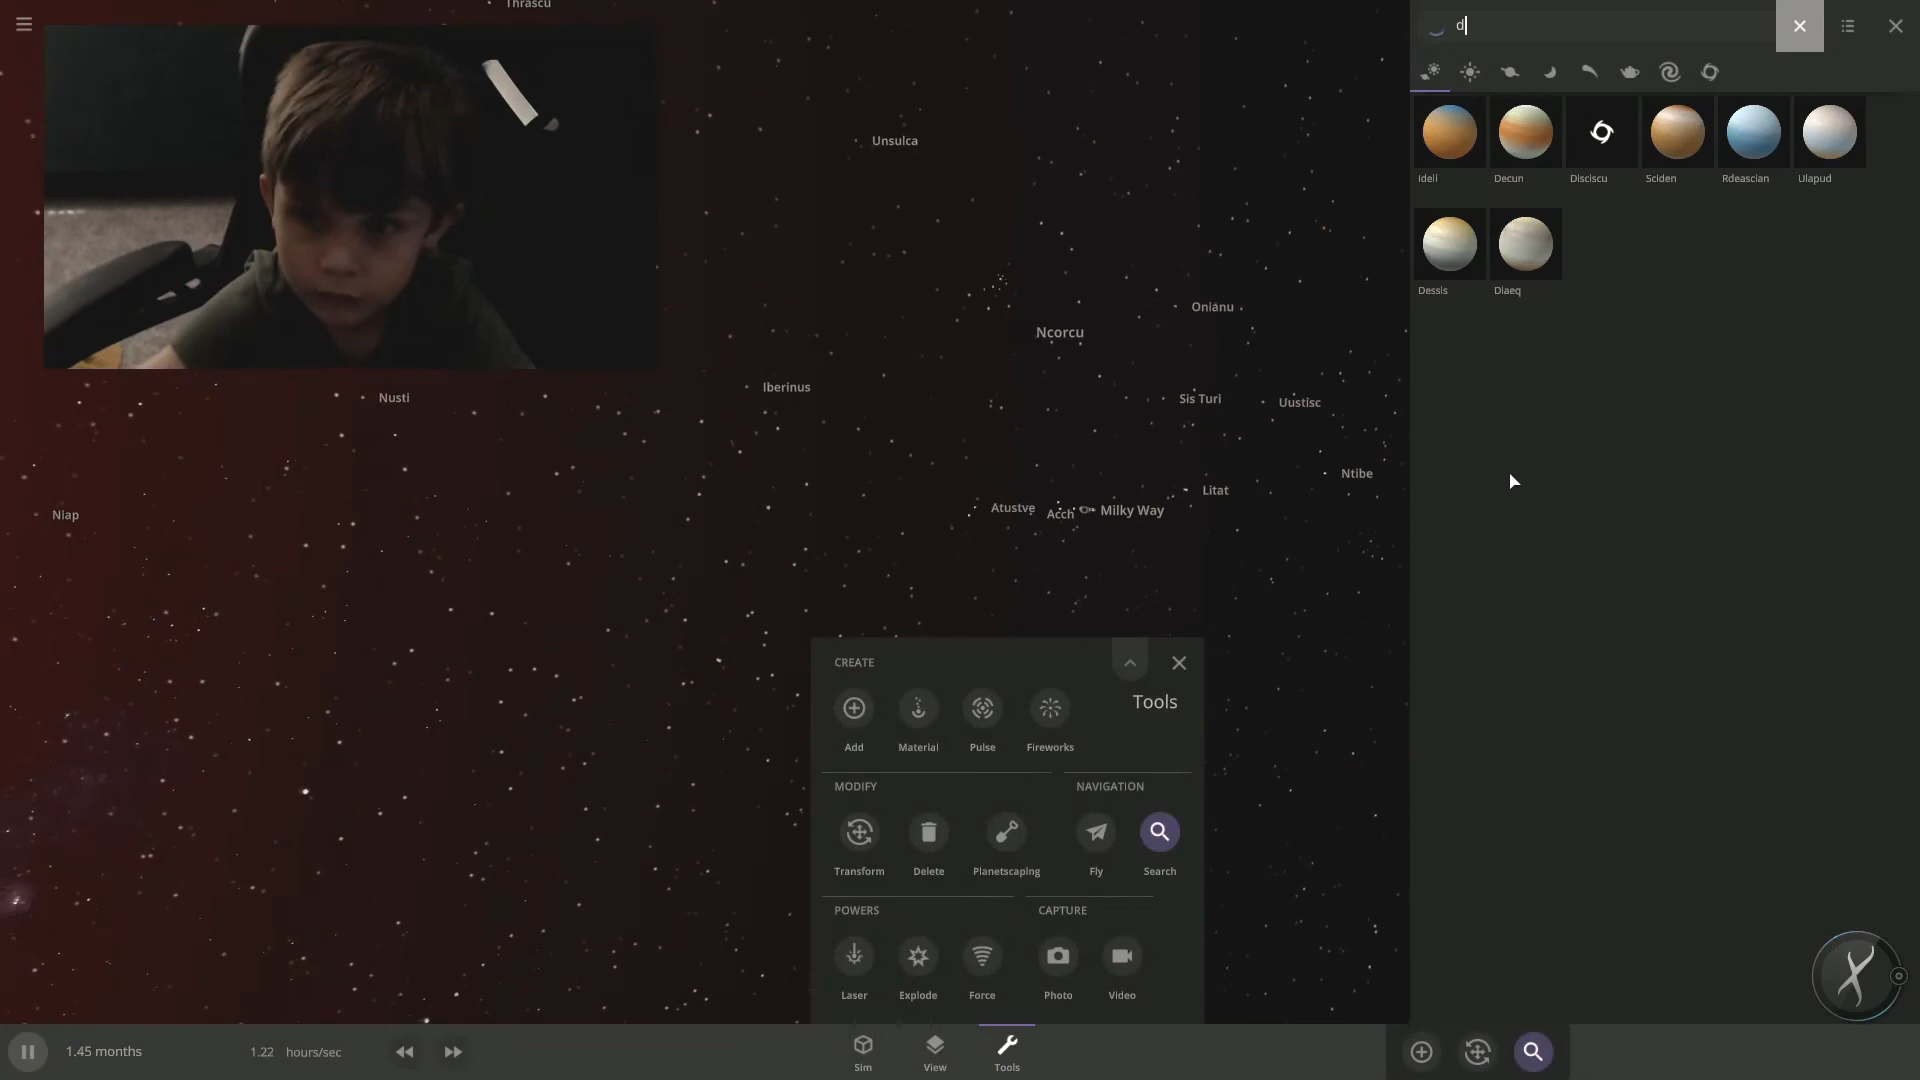 Thrascu
d
Unsulca
Idell
Decun
Disciscu
Sciden
Rdeascian
Ulapud
Dessis
Diaeq
Onianu
Ncorcu
Iberinus
Nusti
Sis Turi
Uustisc
Ntibe
Litat
Atustve
Acch
Milky Way
Niap
CREATE
Tools
Add
Material
Pulse
Fireworks
MODIFY
NAVIGATION
Transform
Delete
Planetscaping
Fly
Search
POWERS
CAPTURE
Laser
Explode
Force
Photo
Video
1.45 months
1.22 hours/sec
Sim
View
Tools